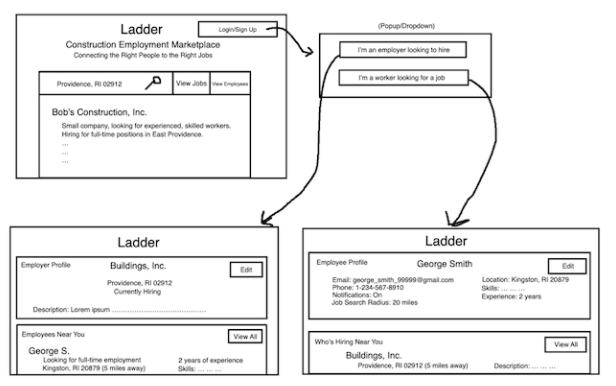 Ladder
Login/Sign Up
Construction Employment Marketplace
Connecting the Right People to the Right Jobs
Providence, RI 02912
View Jobs
View Employees
Bob's Construction, Inc.
Small company, looking for experienced, skilled workers.
Hiring for full-time positions in East Providence.
...
...
...
(Popup/Dropdown)
I'm an employer looking to hire
I'm a worker looking for a job
Ladder
Employer Profile
Buildings, Inc.
Edit
Providence, RI 02912
Currently Hiring
Description: Lorem ipsum ........................................
Employees Near You
View All
George S.
Looking for full-time employment
2 years of experience
Kingston, RI 20879 (5 miles away)
Skills: ... ... ...
Ladder
Employee Profile
George Smith
Edit
Email: george_smith_99999@gmail.com
Location: Kingston, RI 20879
Phone: 1-234-567-8910
Skills: ... ... ...
Notifications: On
Experience: 2 years
Job Search Radius: 20 miles
Who's Hiring Near You
View All
Buildings, Inc.
Providence, RI 02912 (5 miles away)
Description: ... ... ...